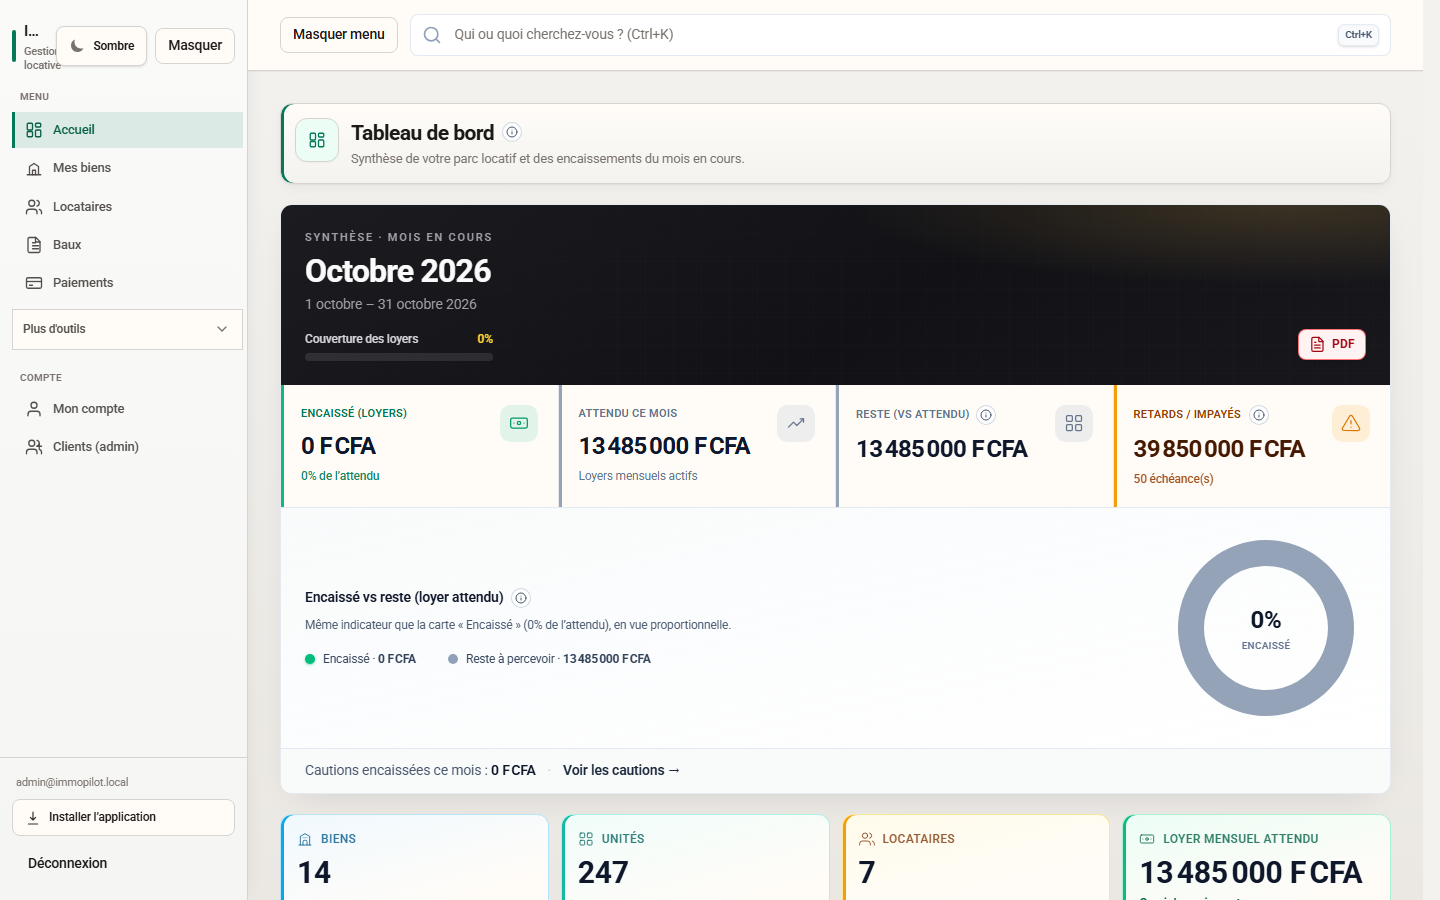 I...
Gestion
locative
Sombre
Masquer
MENU
Accueil
Mes biens
Locataires
Baux
Paiements
Plus d'outils
COMPTE
Mon compte
Clients (admin)
admin@immopilot.local
Installer l'application
Déconnexion
Masquer menu
Qui ou quoi cherchez-vous ? (Ctrl+K)
Ctrl+K
Tableau de bord
Synthèse de votre parc locatif et des encaissements du mois en cours.
SYNTHÈSE · MOIS EN COURS
Octobre 2026
1 octobre – 31 octobre 2026
Couverture des loyers 0%
PDF
ENCAISSÉ (LOYERS)
0 FCFA
0% de l'attendu
ATTENDU CE MOIS
13 485 000 FCFA
Loyers mensuels actifs
RESTE (VS ATTENDU)
13 485 000 FCFA
RETARDS / IMPAYÉS
39 850 000 FCFA
50 échéance(s)
Encaissé vs reste (loyer attendu)
Même indicateur que la carte « Encaissé » (0% de l'attendu), en vue proportionnelle.
Encaissé · 0 FCFA
Reste à percevoir · 13 485 000 FCFA
0%
ENCAISSÉ
Cautions encaissées ce mois : 0 FCFA · Voir les cautions →
BIENS
14
UNITÉS
247
LOCATAIRES
7
LOYER MENSUEL ATTENDU
13 485 000 FCFA